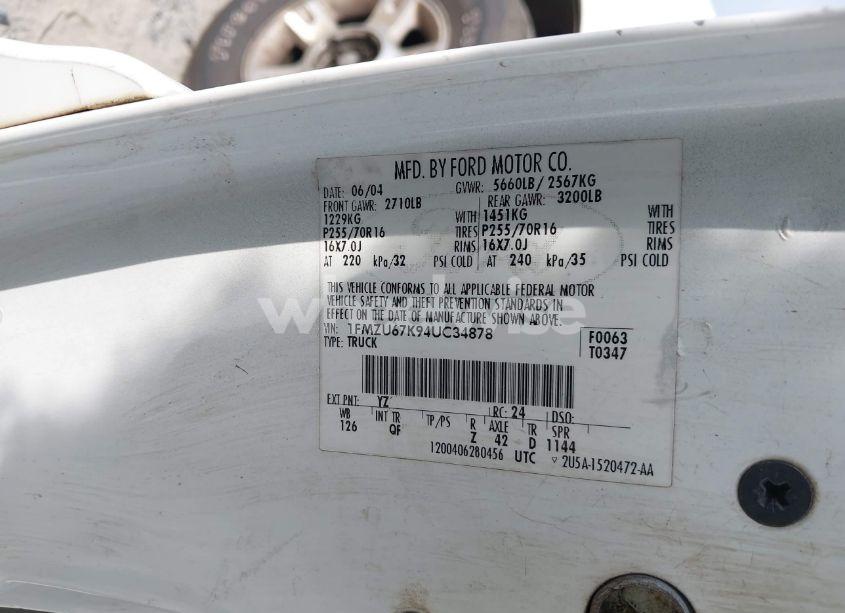 MFD. BY FORD MOTOR CO.
DATE: 06/04 GVWR: 5660LB/ 2567KG
FRONT GAWR: 2710LB REAR GAWR: 3200LB
1229KG WITH 1451KG WITH
P255/70R16 TIRES P255/70R16 TIRES
16X7.0J RIMS 16X7.0J RIMS
AT 220 kPa/32 PSI COLD AT 240 kPa/35 PSI COLD
THIS VEHICLE CONFORMS TO ALL APPLICABLE FEDERAL MOTOR
VEHICLE SAFETY AND THEFT PREVENTION STANDARDS IN
EFFECT ON THE DATE OF MANUFACTURE SHOWN ABOVE.
VIN: 1FMZU67K94UC34878 F0063
TYPE: TRUCK T0347
EXT PNT: YZ RC: 24 DSO:
WB INT TR TP/PS R AXLE TR SPR
126 QF Z 42 D 1144
1200406280456 UTC 2U5A-1520472-AA